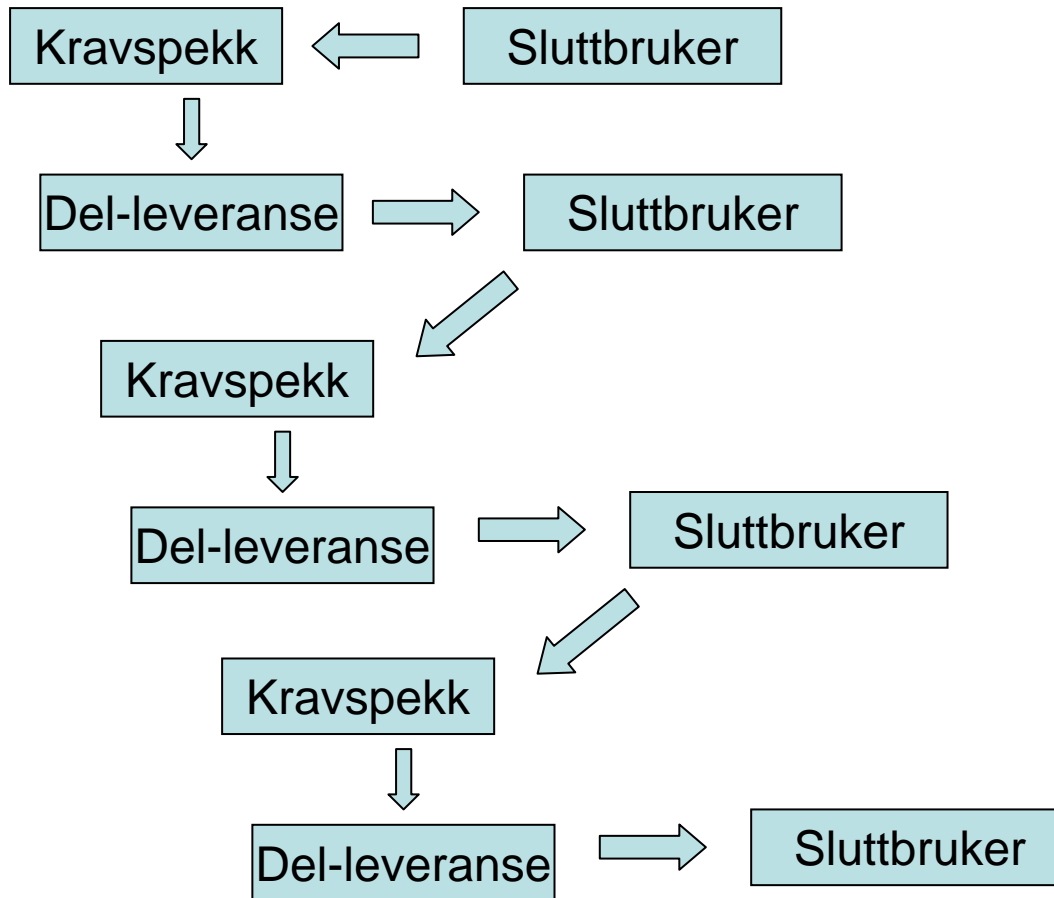 Kravspekk
Sluttbruker
Del-leveranse
Sluttbruker
Kravspekk
Del-leveranse
Sluttbruker
Kravspekk
Del-leveranse
Sluttbruker